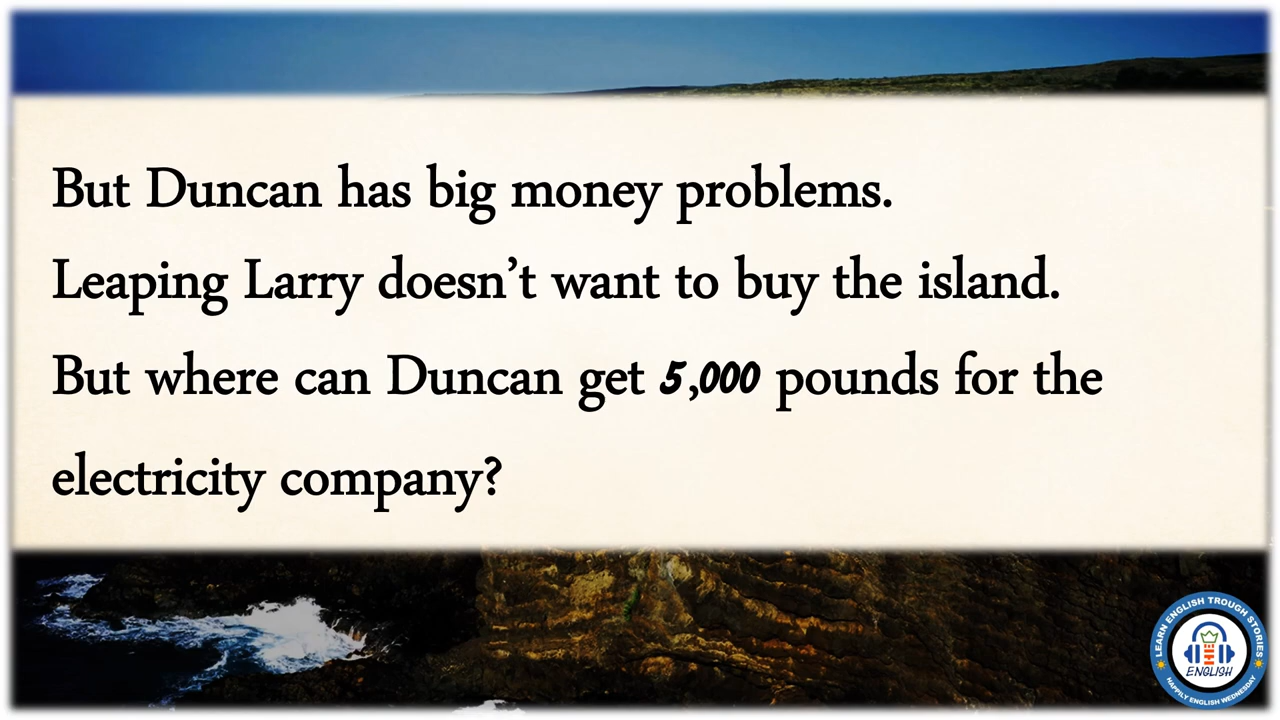 But Duncan has big money problems.
Leaping Larry doesn't want to buy the island.
But where can Duncan get 5,000 pounds for the
electricity company?
LEARN ENGLISH TROUGH STORIES
ENGLISH
HAPPILY ENGLISH WEDNESDAY